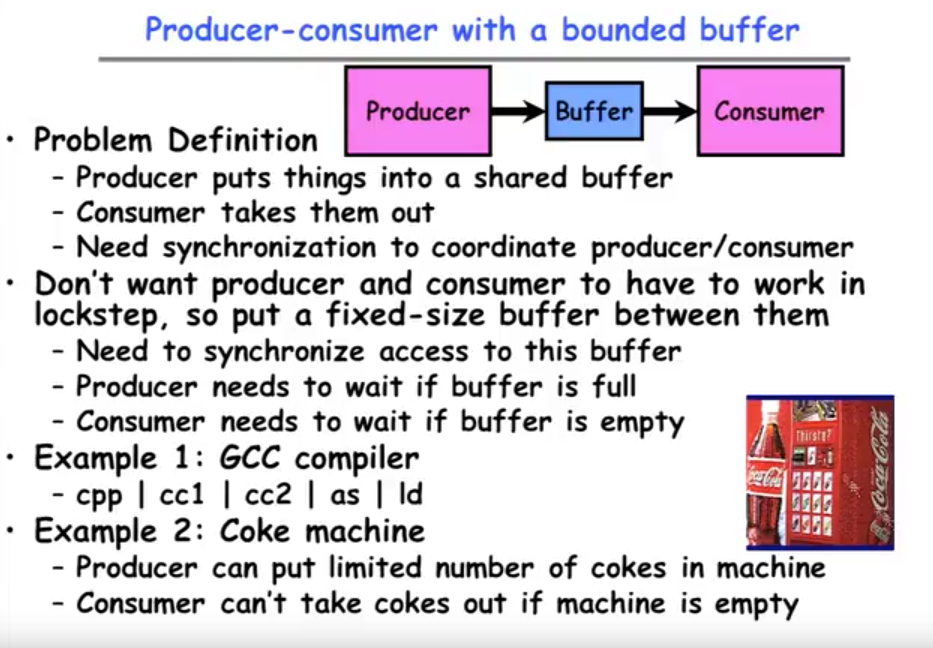 Producer-consumer with a bounded buffer
Producer
Buffer
Consumer
• Problem Definition
– Producer puts things into a shared buffer
– Consumer takes them out
– Need synchronization to coordinate producer/consumer
• Don't want producer and consumer to have to work in
lockstep, so put a fixed-size buffer between them
– Need to synchronize access to this buffer
– Producer needs to wait if buffer is full
– Consumer needs to wait if buffer is empty
• Example 1: GCC compiler
– cpp | cc1 | cc2 | as | ld
• Example 2: Coke machine
– Producer can put limited number of cokes in machine
– Consumer can't take cokes out if machine is empty
Thirsty?
Coca-Cola
Coca-Cola